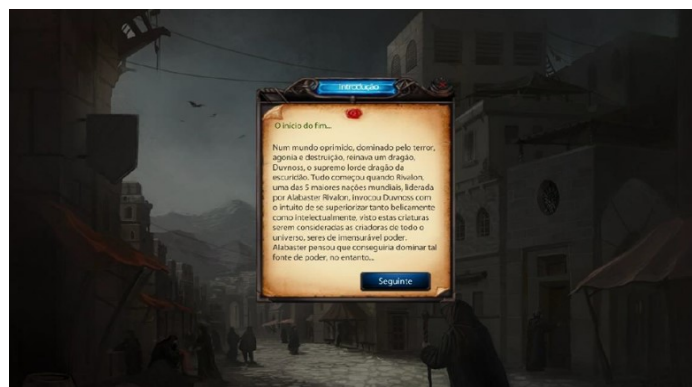 Introdução
O início do fim...
Num mundo oprimido, dominado pelo terror,
agonia e destruição, reinava um dragão,
Duvnoss, o supremo lorde dragão da
escuridão. Tudo começou quando Rivalon,
uma das 5 maiores nações mundiais, liderada
por Alabaster Rivalon, invocou Duvnoss com
o intuito de se superiorizar tanto belicamente
como intelectualmente, visto estas criaturas
serem consideradas as criadoras de todo o
universo, seres de imensurável poder.
Alabaster pensou que conseguiria dominar tal
fonte de poder, no entanto...
Seguinte